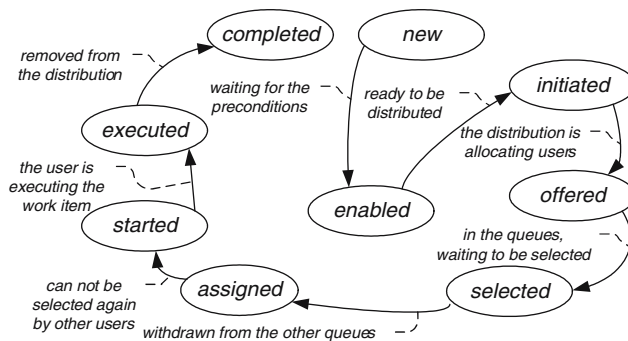 completed
new
removed from
the distribution
waiting for the
preconditions
ready to be
distributed
initiated
executed
the distribution is
allocating users
the user is
executing the
work item
enabled
offered
started
in the queues,
waiting to be selected
can not be
selected again
by other users
assigned
selected
withdrawn from the other queues